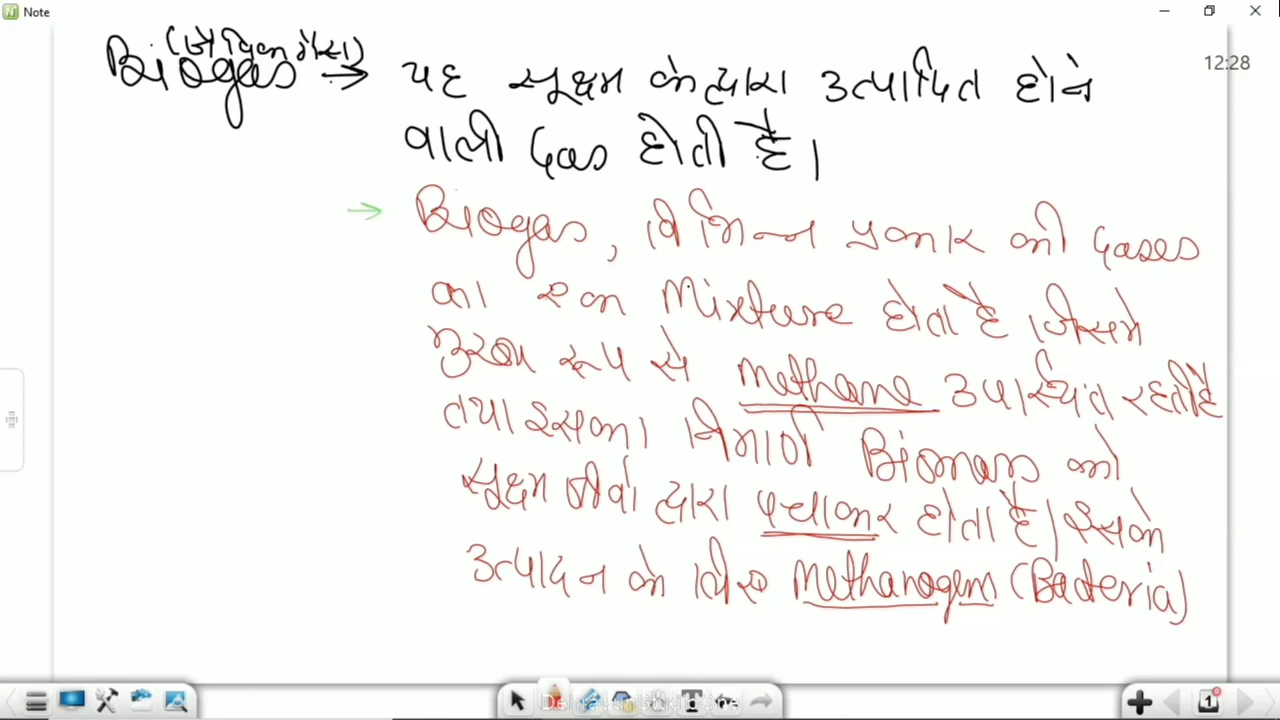 Note
12:28
(जैविक गैस)
Biogas → यह सूक्ष्म के द्वारा उत्पादित होने
वाली Gas होती है।
→ Biogas, विभिन्न प्रकार की Gases
का एक Mixture होता है जिसमे
मुख्य रूप से Methane उपस्थित रहती है
तथा इसका निर्माण Biomass को
सूक्ष्म जीवो द्वारा पचाकर होता है। इसके
उत्पादन के लिए Methanogens (Bacteria)
1